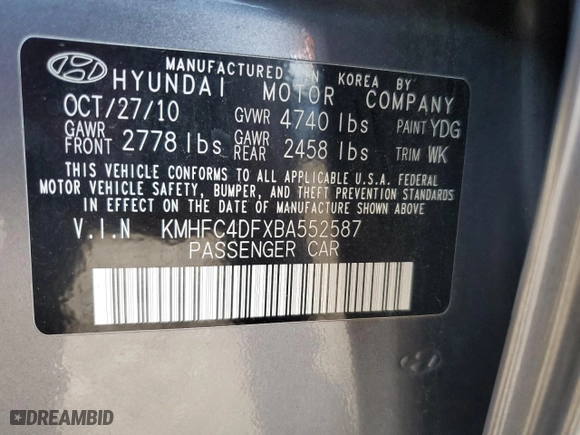 MANUFACTURED IN KOREA BY
HYUNDAI MOTOR COMPANY
OCT/27/10 GVWR 4740 lbs PAINT YDG
GAWR FRONT 2778 lbs GAWR REAR 2458 lbs TRIM WK
THIS VEHICLE CONFORMS TO ALL APPLICABLE U.S.A. FEDERAL
MOTOR VEHICLE SAFETY, BUMPER, AND THEFT PREVENTION STANDARDS
IN EFFECT ON THE DATE OF MANUFACTURE SHOWN ABOVE
V.I.N KMHFC4DFXBA552587
PASSENGER CAR
DREAMBID